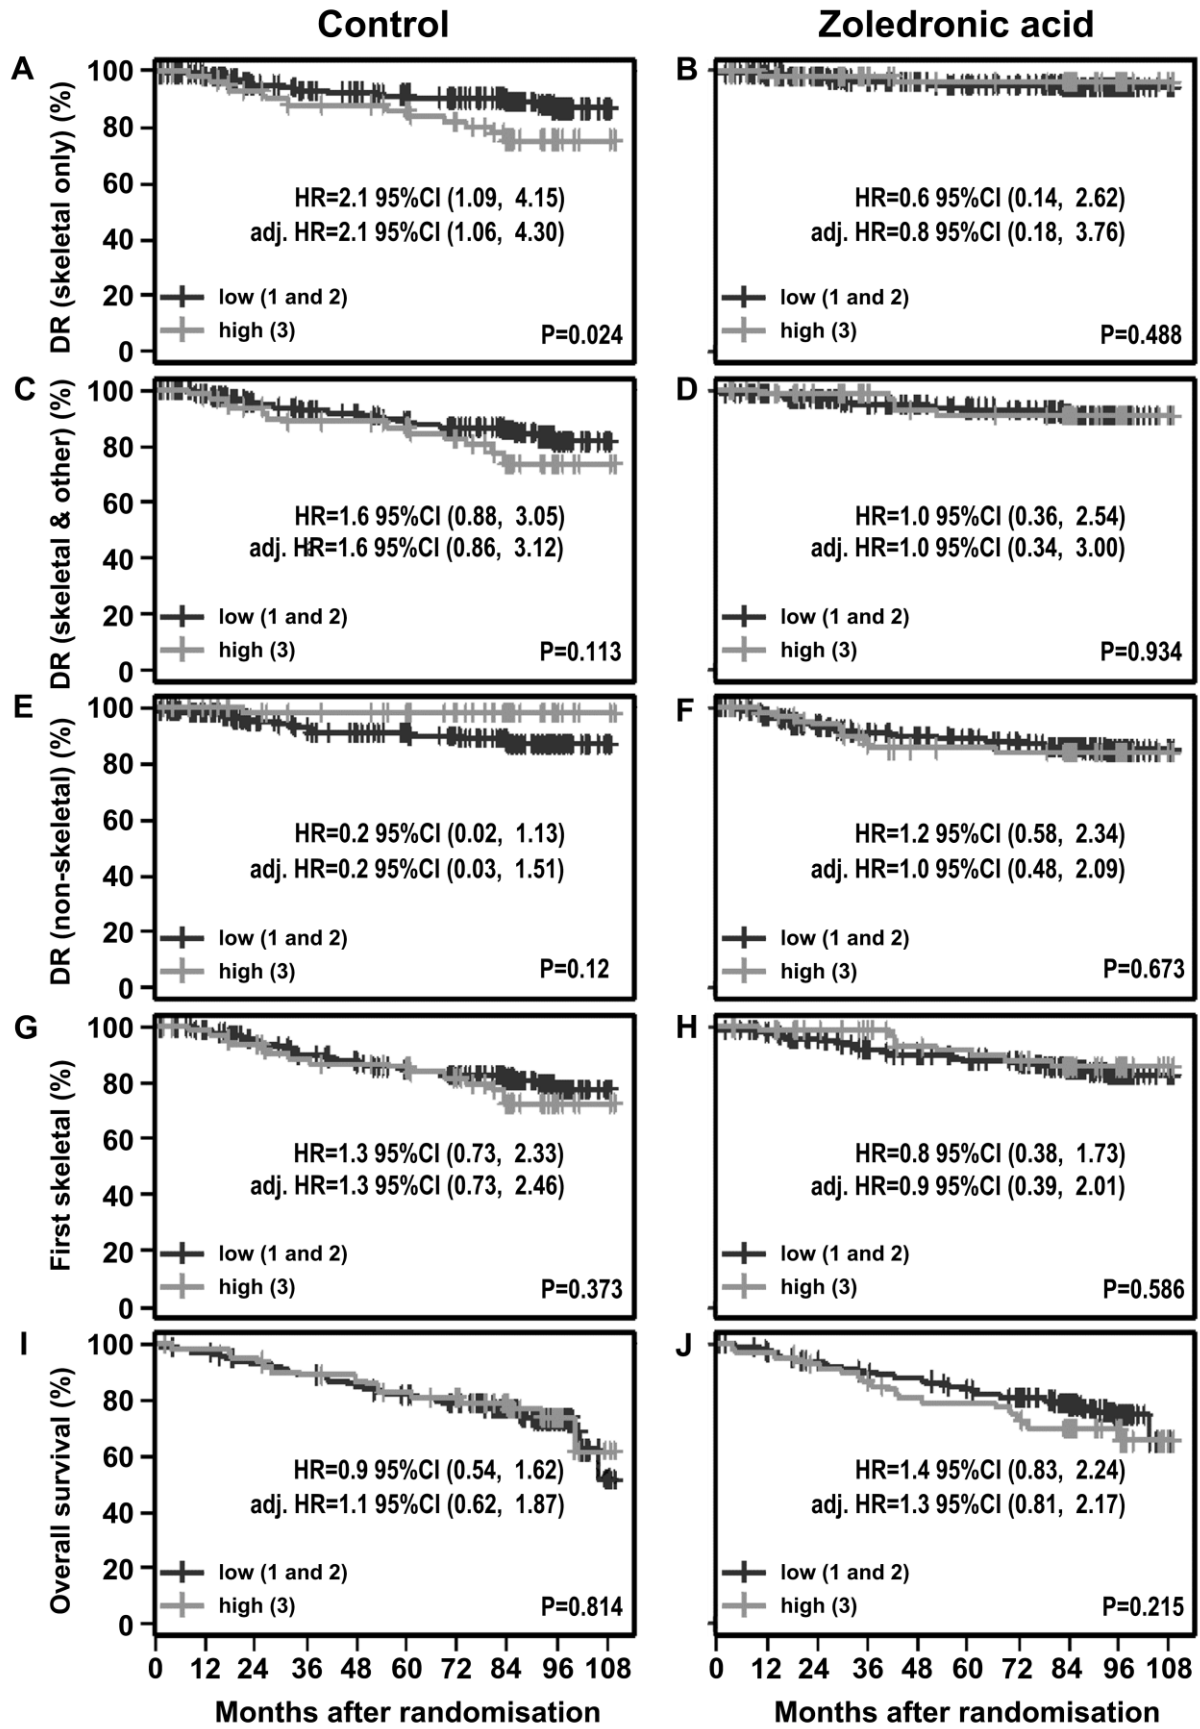 Control
Zoledronic acid
A
DR (skeletal only) (%)
100
80
60
40
20
0
HR=2.1 95%CI (1.09, 4.15)
adj. HR=2.1 95%CI (1.06, 4.30)
low (1 and 2)
high (3)
P=0.024
B
HR=0.6 95%CI (0.14, 2.62)
adj. HR=0.8 95%CI (0.18, 3.76)
low (1 and 2)
high (3)
P=0.488
C
DR (skeletal & other) (%)
100
80
60
40
20
0
HR=1.6 95%CI (0.88, 3.05)
adj. HR=1.6 95%CI (0.86, 3.12)
low (1 and 2)
high (3)
P=0.113
D
HR=1.0 95%CI (0.36, 2.54)
adj. HR=1.0 95%CI (0.34, 3.00)
low (1 and 2)
high (3)
P=0.934
E
DR (non-skeletal) (%)
100
80
60
40
20
0
HR=0.2 95%CI (0.02, 1.13)
adj. HR=0.2 95%CI (0.03, 1.51)
low (1 and 2)
high (3)
P=0.12
F
HR=1.2 95%CI (0.58, 2.34)
adj. HR=1.0 95%CI (0.48, 2.09)
low (1 and 2)
high (3)
P=0.673
G
First skeletal (%)
100
80
60
40
20
0
HR=1.3 95%CI (0.73, 2.33)
adj. HR=1.3 95%CI (0.73, 2.46)
low (1 and 2)
high (3)
P=0.373
H
HR=0.8 95%CI (0.38, 1.73)
adj. HR=0.9 95%CI (0.39, 2.01)
low (1 and 2)
high (3)
P=0.586
I
Overall survival (%)
100
80
60
40
20
0
HR=0.9 95%CI (0.54, 1.62)
adj. HR=1.1 95%CI (0.62, 1.87)
low (1 and 2)
high (3)
P=0.814
J
HR=1.4 95%CI (0.83, 2.24)
adj. HR=1.3 95%CI (0.81, 2.17)
low (1 and 2)
high (3)
P=0.215
0 12 24 36 48 60 72 84 96 108
Months after randomisation
0 12 24 36 48 60 72 84 96 108
Months after randomisation